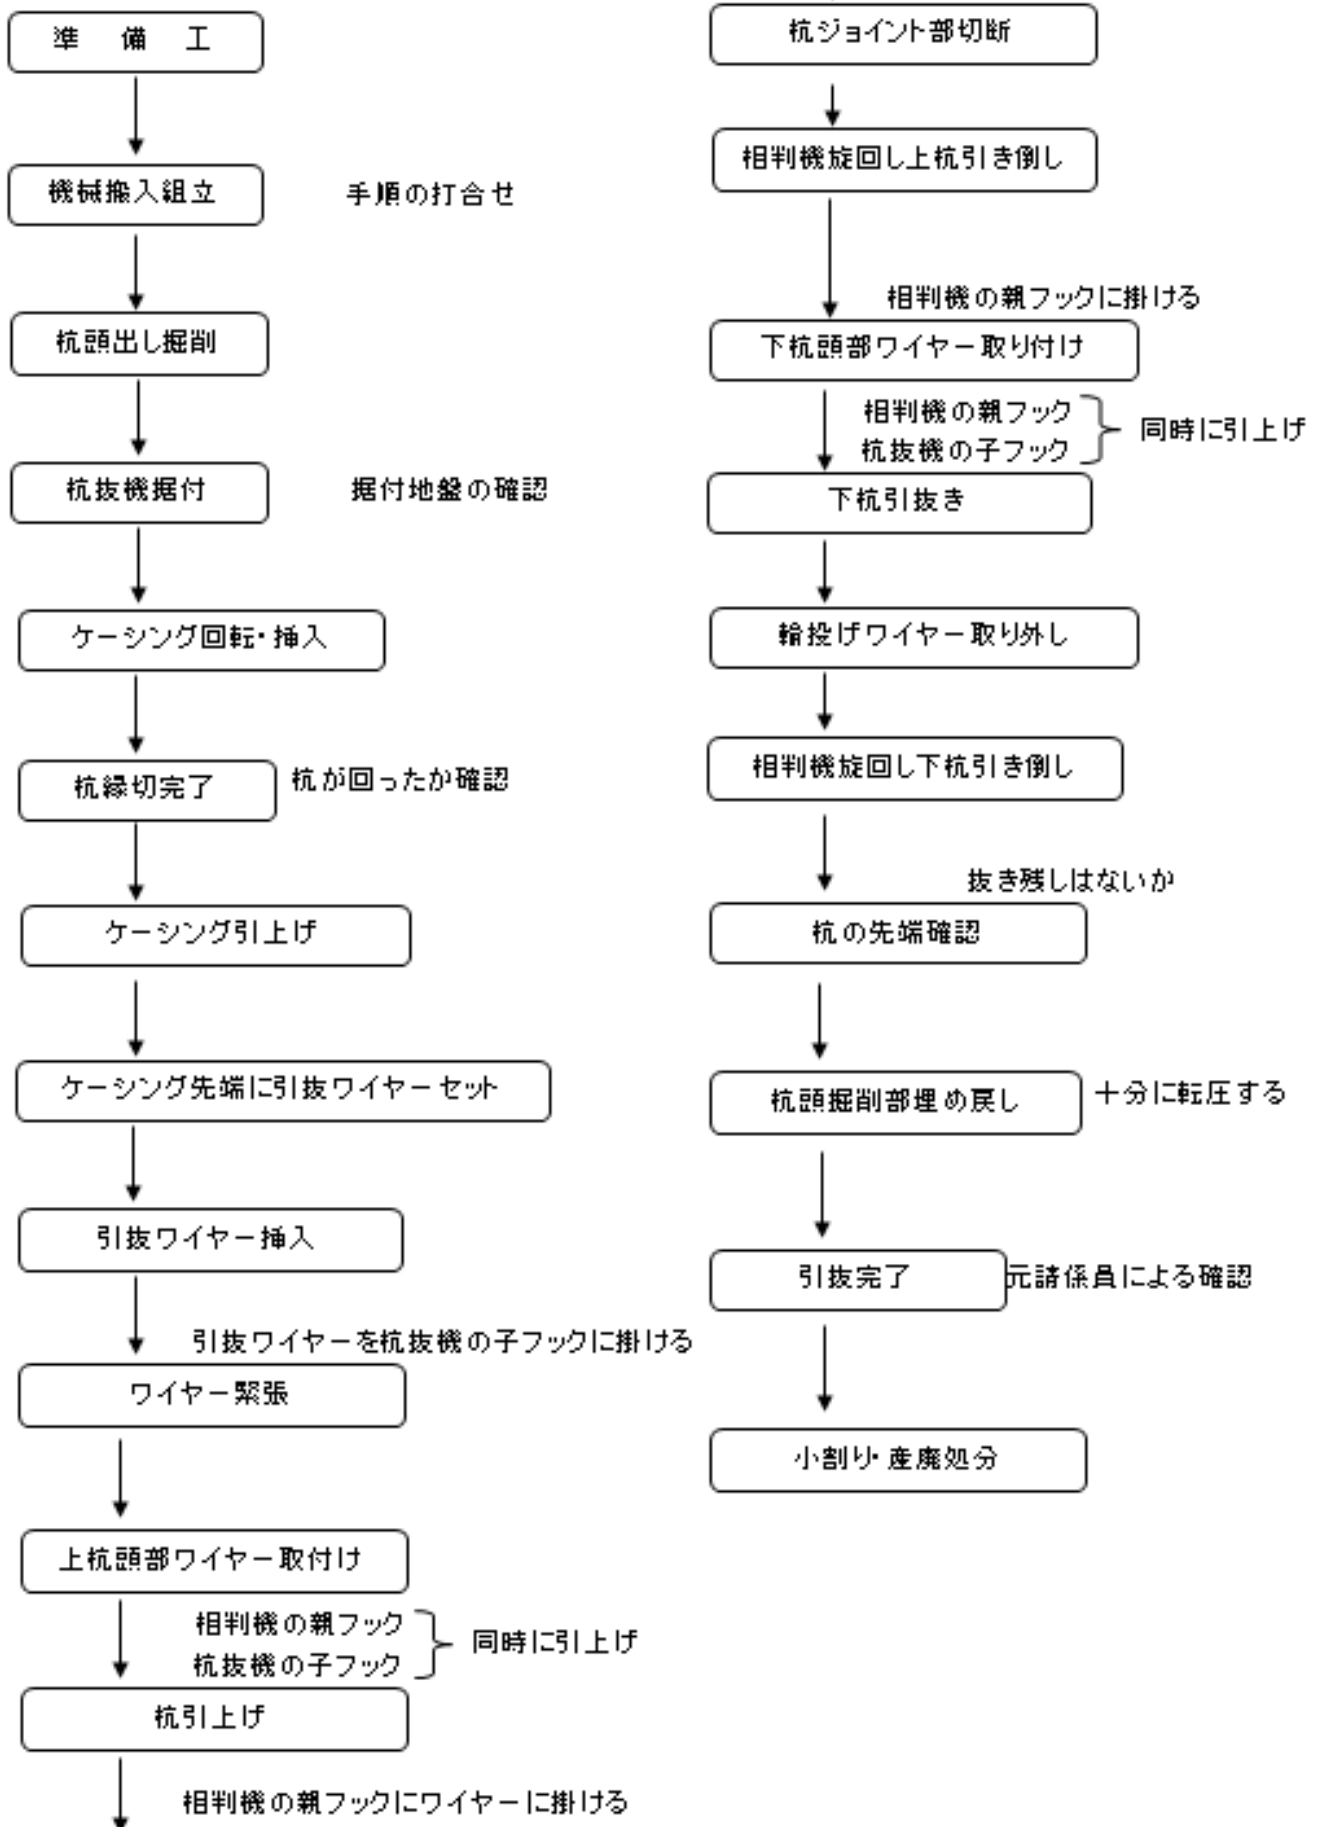 準 備 工
機械搬入組立
手順の打合せ
杭頭出し掘削
杭抜機据付
据付地盤の確認
ケーシング回転・挿入
杭縁切完了
杭が回ったか確認
ケーシング引上げ
ケーシング先端に引抜ワイヤーセット
引抜ワイヤー挿入
引抜ワイヤーを杭抜機の子フックに掛ける
ワイヤー緊張
上杭頭部ワイヤー取付け
相判機の親フック
杭抜機の子フック
同時に引上げ
杭引上げ
相判機の親フックにワイヤーに掛ける
杭ジョイント部切断
相判機旋回し上杭引き倒し
相判機の親フックに掛ける
下杭頭部ワイヤー取り付け
相判機の親フック
杭抜機の子フック
同時に引上げ
下杭引抜き
輪投げワイヤー取り外し
相判機旋回し下杭引き倒し
抜き残しはないか
杭の先端確認
杭頭掘削部埋め戻し
十分に転圧する
引抜完了
元請係員による確認
小割り・産廃処分